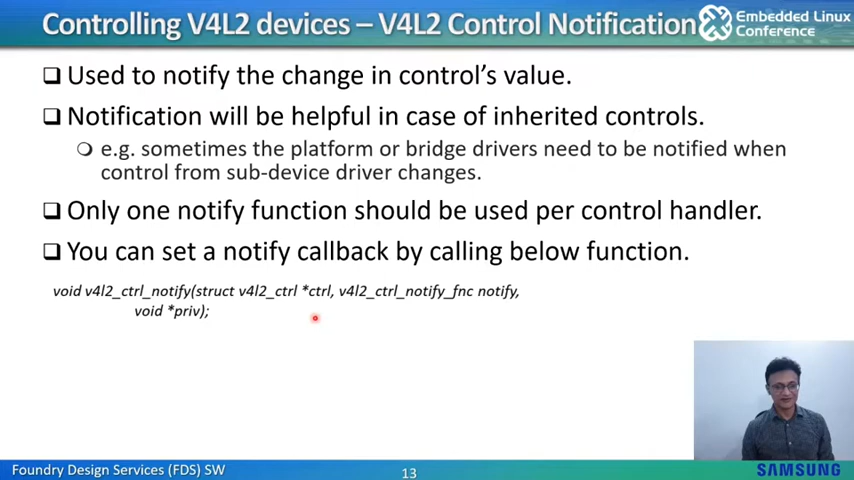 Controlling V4L2 devices – V4L2 Control Notification
Embedded Linux
Conference
Used to notify the change in control's value.
Notification will be helpful in case of inherited controls.
e.g. sometimes the platform or bridge drivers need to be notified when
control from sub-device driver changes.
Only one notify function should be used per control handler.
You can set a notify callback by calling below function.
void v4l2_ctrl_notify(struct v4l2_ctrl *ctrl, v4l2_ctrl_notify_fnc notify,
void *priv);
Foundry Design Services (FDS) SW
13
SAMSUNG